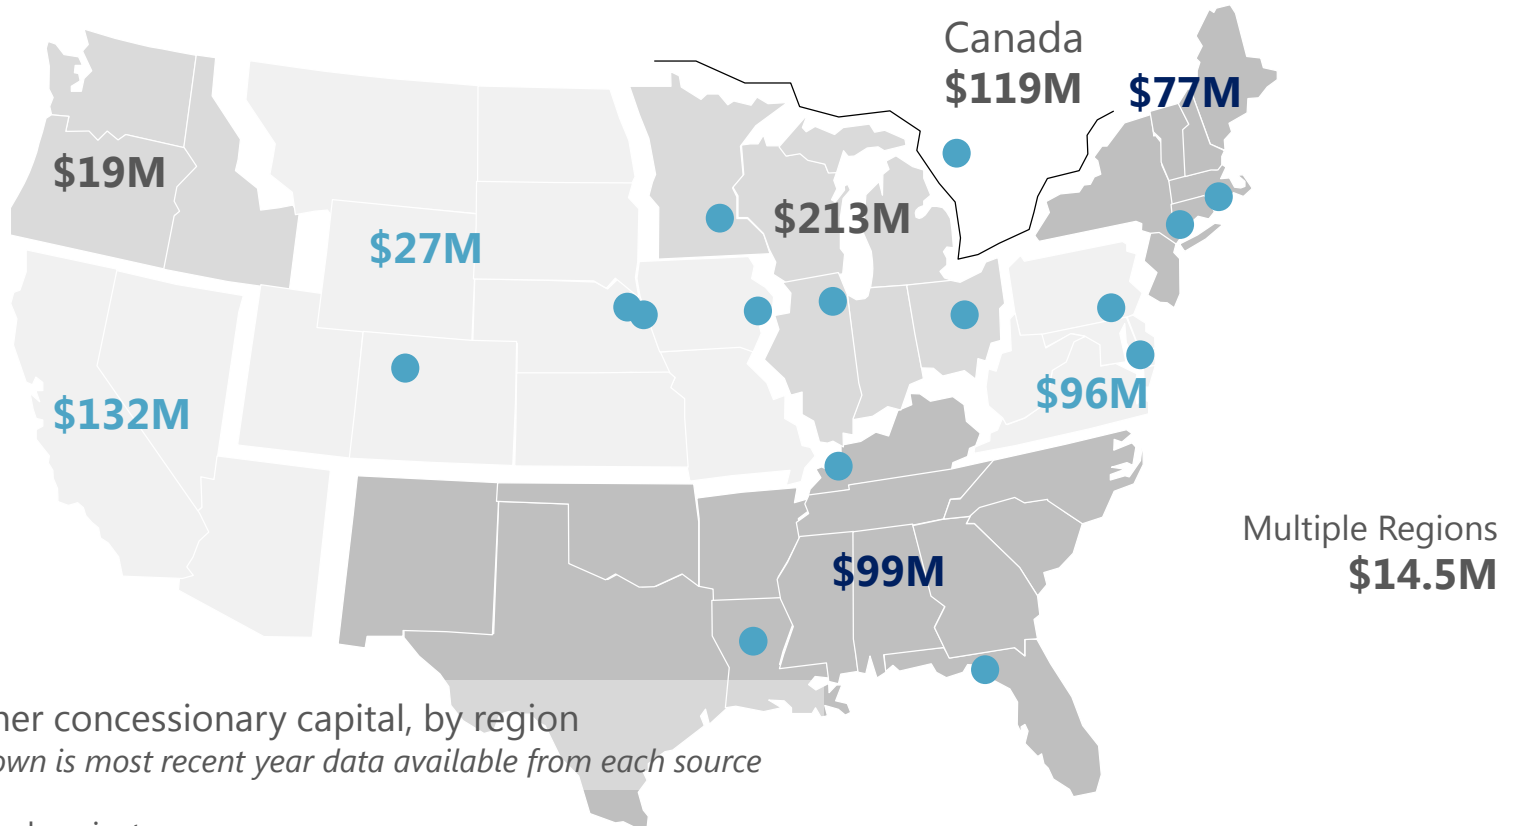 Canada
$119M
$77M
$19M
$213M
$27M
$132M
$96M
Multiple Regions
$14.5M
$99M
her concessionary capital, by region
own is most recent year data available from each source